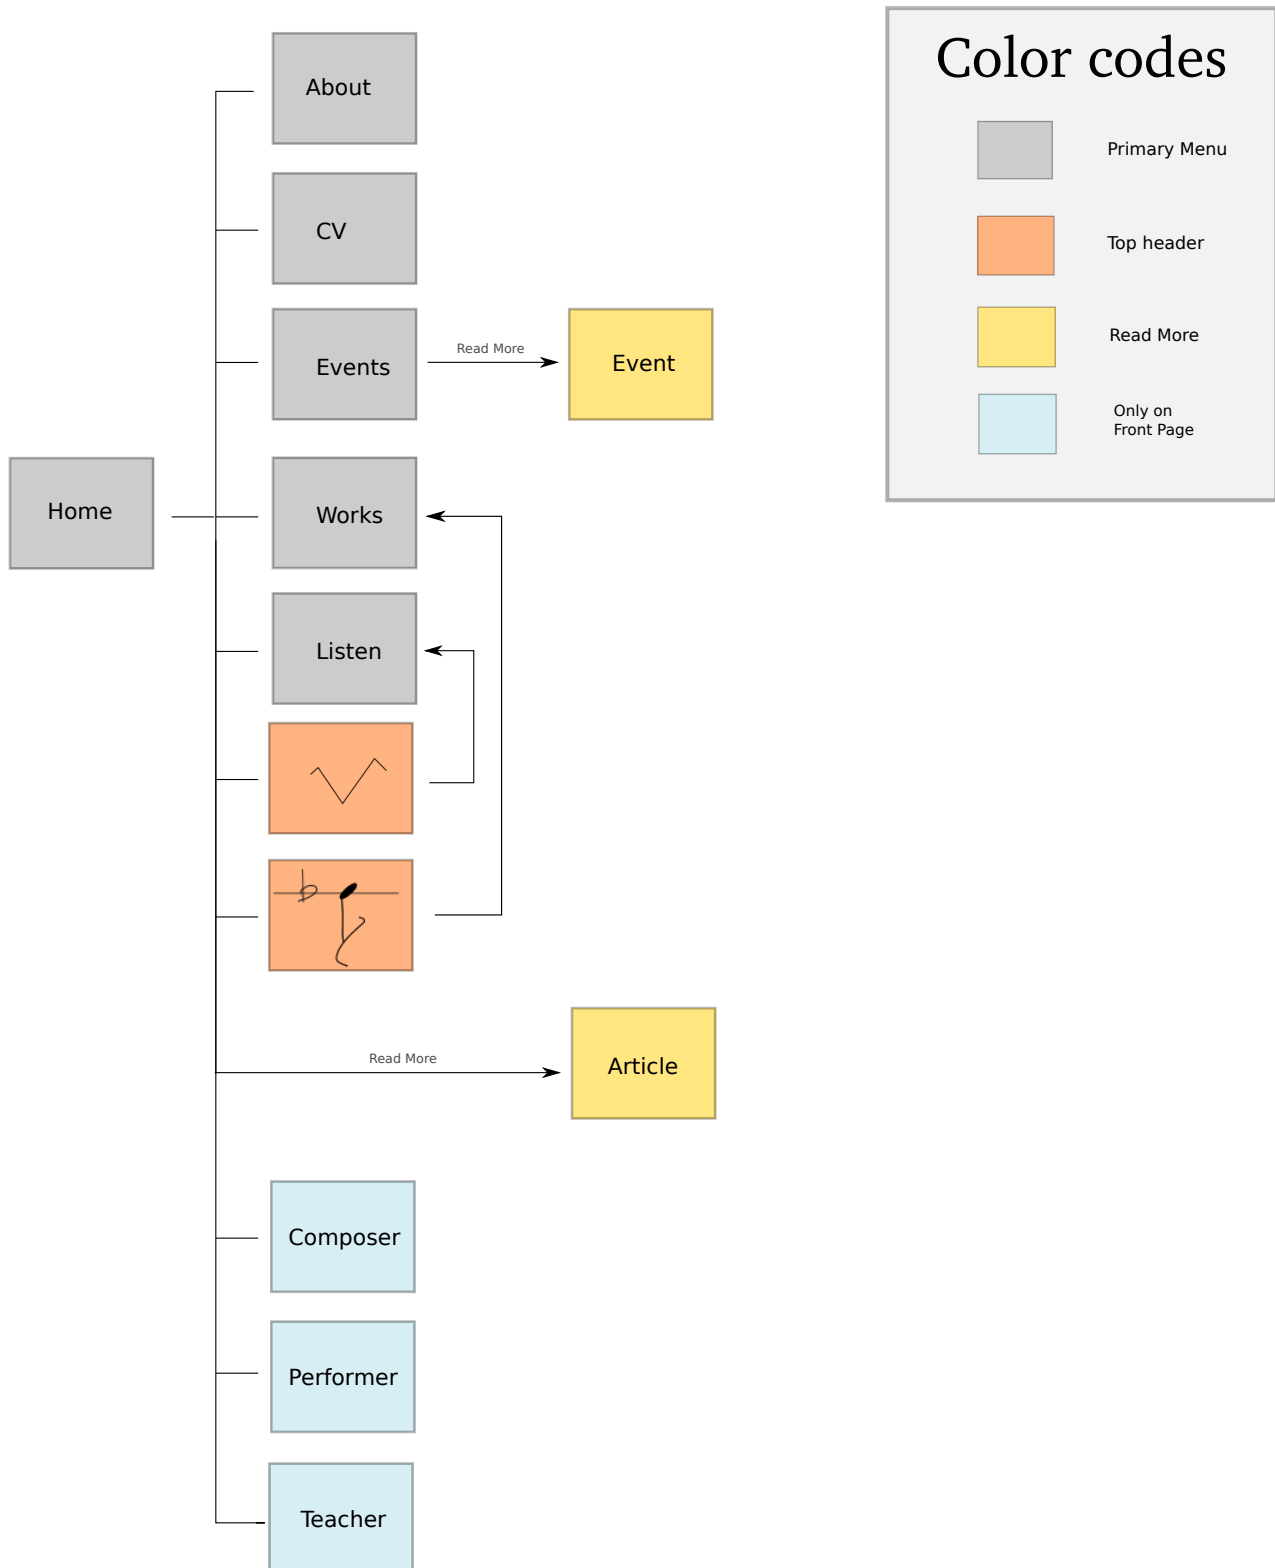 Color codes
Primary Menu
Top header
Read More
Only on
Front Page
About
CV
Events
Read More
Event
Home
Works
Listen
Read More
Article
Composer
Performer
Teacher